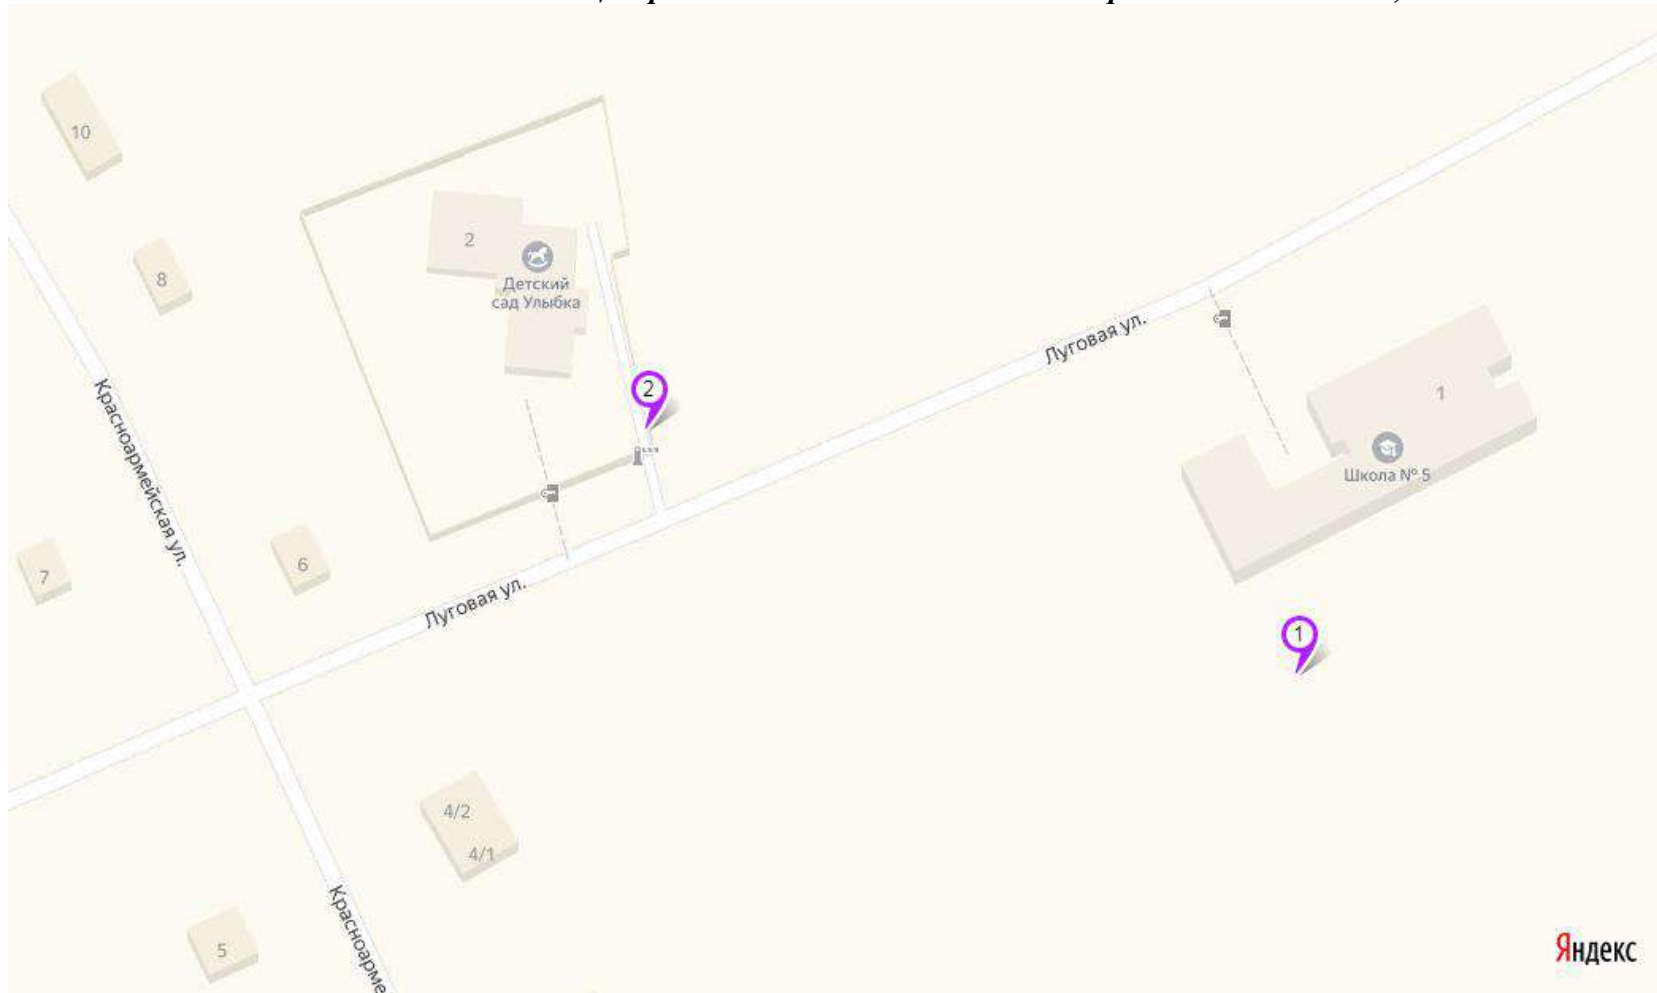 10
2
8
Детский
сад Улыбка
Луговая ул.
2
1
Красноармейская ул.
Школа № 5
7
6
Луговая ул.
1
4/2
4/1
Красноарме
5
Яндекс